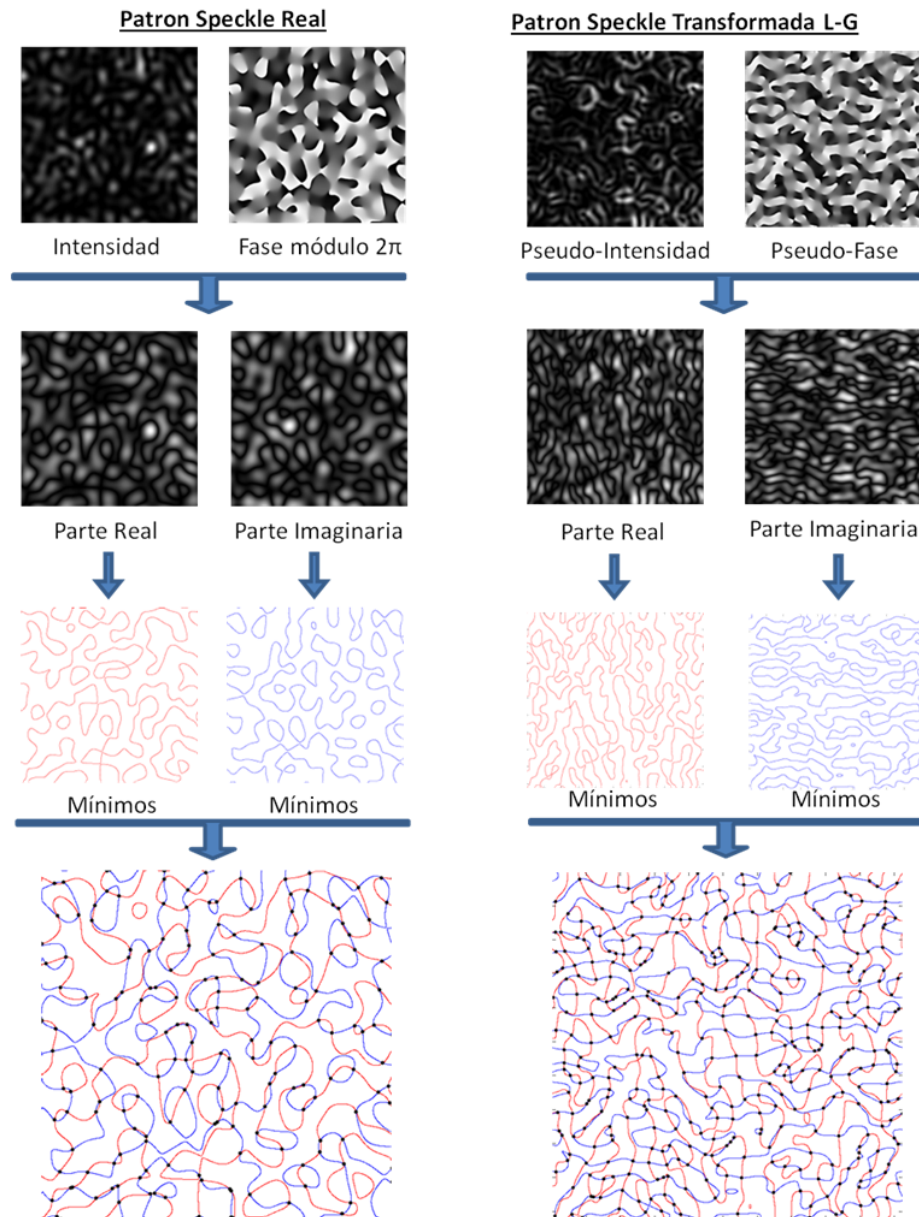 Patron Speckle Real
Patron Speckle Transformada L-G
Intensidad
Fase módulo 2π
Pseudo-Intensidad
Pseudo-Fase
Parte Real
Parte Imaginaria
Parte Real
Parte Imaginaria
Mínimos
Mínimos
Mínimos
Mínimos